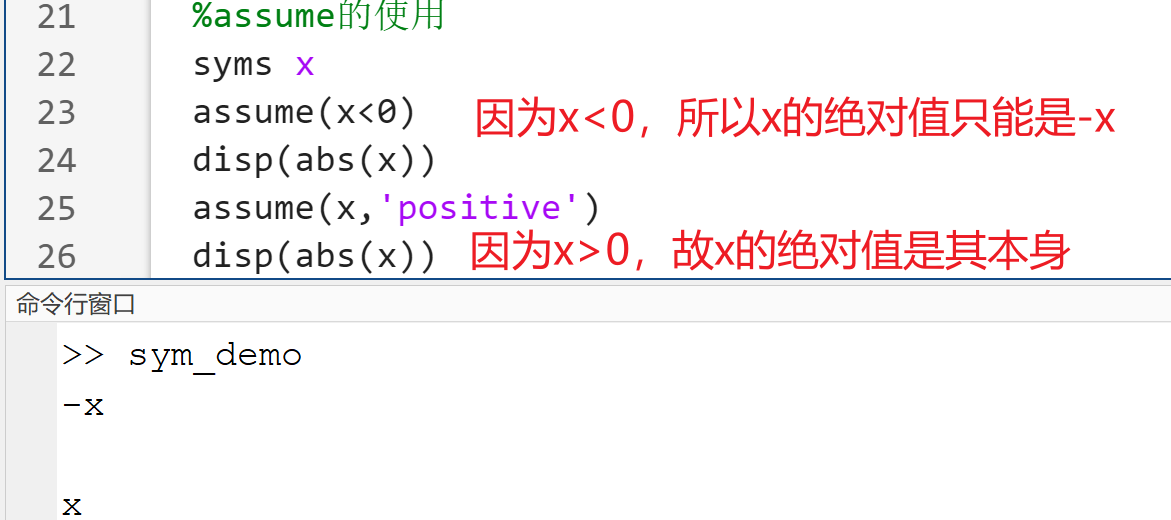 21 %assume的使用
22 syms x
23 assume(x<0) 因为x<0，所以x的绝对值只能是-x
24 disp(abs(x))
25 assume(x,'positive')
26 disp(abs(x)) 因为x>0，故x的绝对值是其本身
命令行窗口
>> sym_demo
-x
x